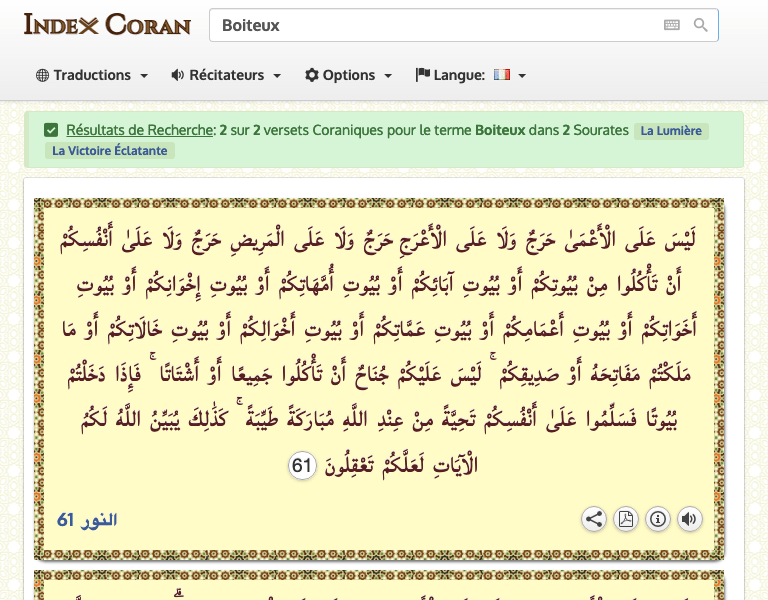 INDEX CORAN
Boiteux
Traductions Récitateurs Options Langue:
Résultats de Recherche: 2 sur 2 versets Coraniques pour le terme Boiteux dans 2 Sourates La Lumière
La Victoire Éclatante
لَيْسَ عَلَى الْأَعْمَىٰ حَرَجٌ وَلَا عَلَى الْأَعْرَجِ حَرَجٌ وَلَا عَلَى الْمَرِيضِ حَرَجٌ وَلَا عَلَىٰ أَنْفُسِكُمْ
أَنْ تَأْكُلُوا مِنْ بُيُوتِكُمْ أَوْ بُيُوتِ آبَائِكُمْ أَوْ بُيُوتِ أُمَّهَاتِكُمْ أَوْ بُيُوتِ إِخْوَانِكُمْ أَوْ بُيُوتِ
أَخَوَاتِكُمْ أَوْ بُيُوتِ أَعْمَامِكُمْ أَوْ بُيُوتِ عَمَّاتِكُمْ أَوْ بُيُوتِ أَخْوَالِكُمْ أَوْ بُيُوتِ خَالَاتِكُمْ أَوْ مَا
مَلَكْتُمْ مَفَاتِحَهُ أَوْ صَدِيقِكُمْ ۚ لَيْسَ عَلَيْكُمْ جُنَاحٌ أَنْ تَأْكُلُوا جَمِيعًا أَوْ أَشْتَاتًا ۚ فَإِذَا دَخَلْتُمْ
بُيُوتًا فَسَلِّمُوا عَلَىٰ أَنْفُسِكُمْ تَحِيَّةً مِنْ عِنْدِ اللَّهِ مُبَارَكَةً طَيِّبَةً ۚ كَذَٰلِكَ يُبَيِّنُ اللَّهُ لَكُمُ
الْآيَاتِ لَعَلَّكُمْ تَعْقِلُونَ 61
النور 61